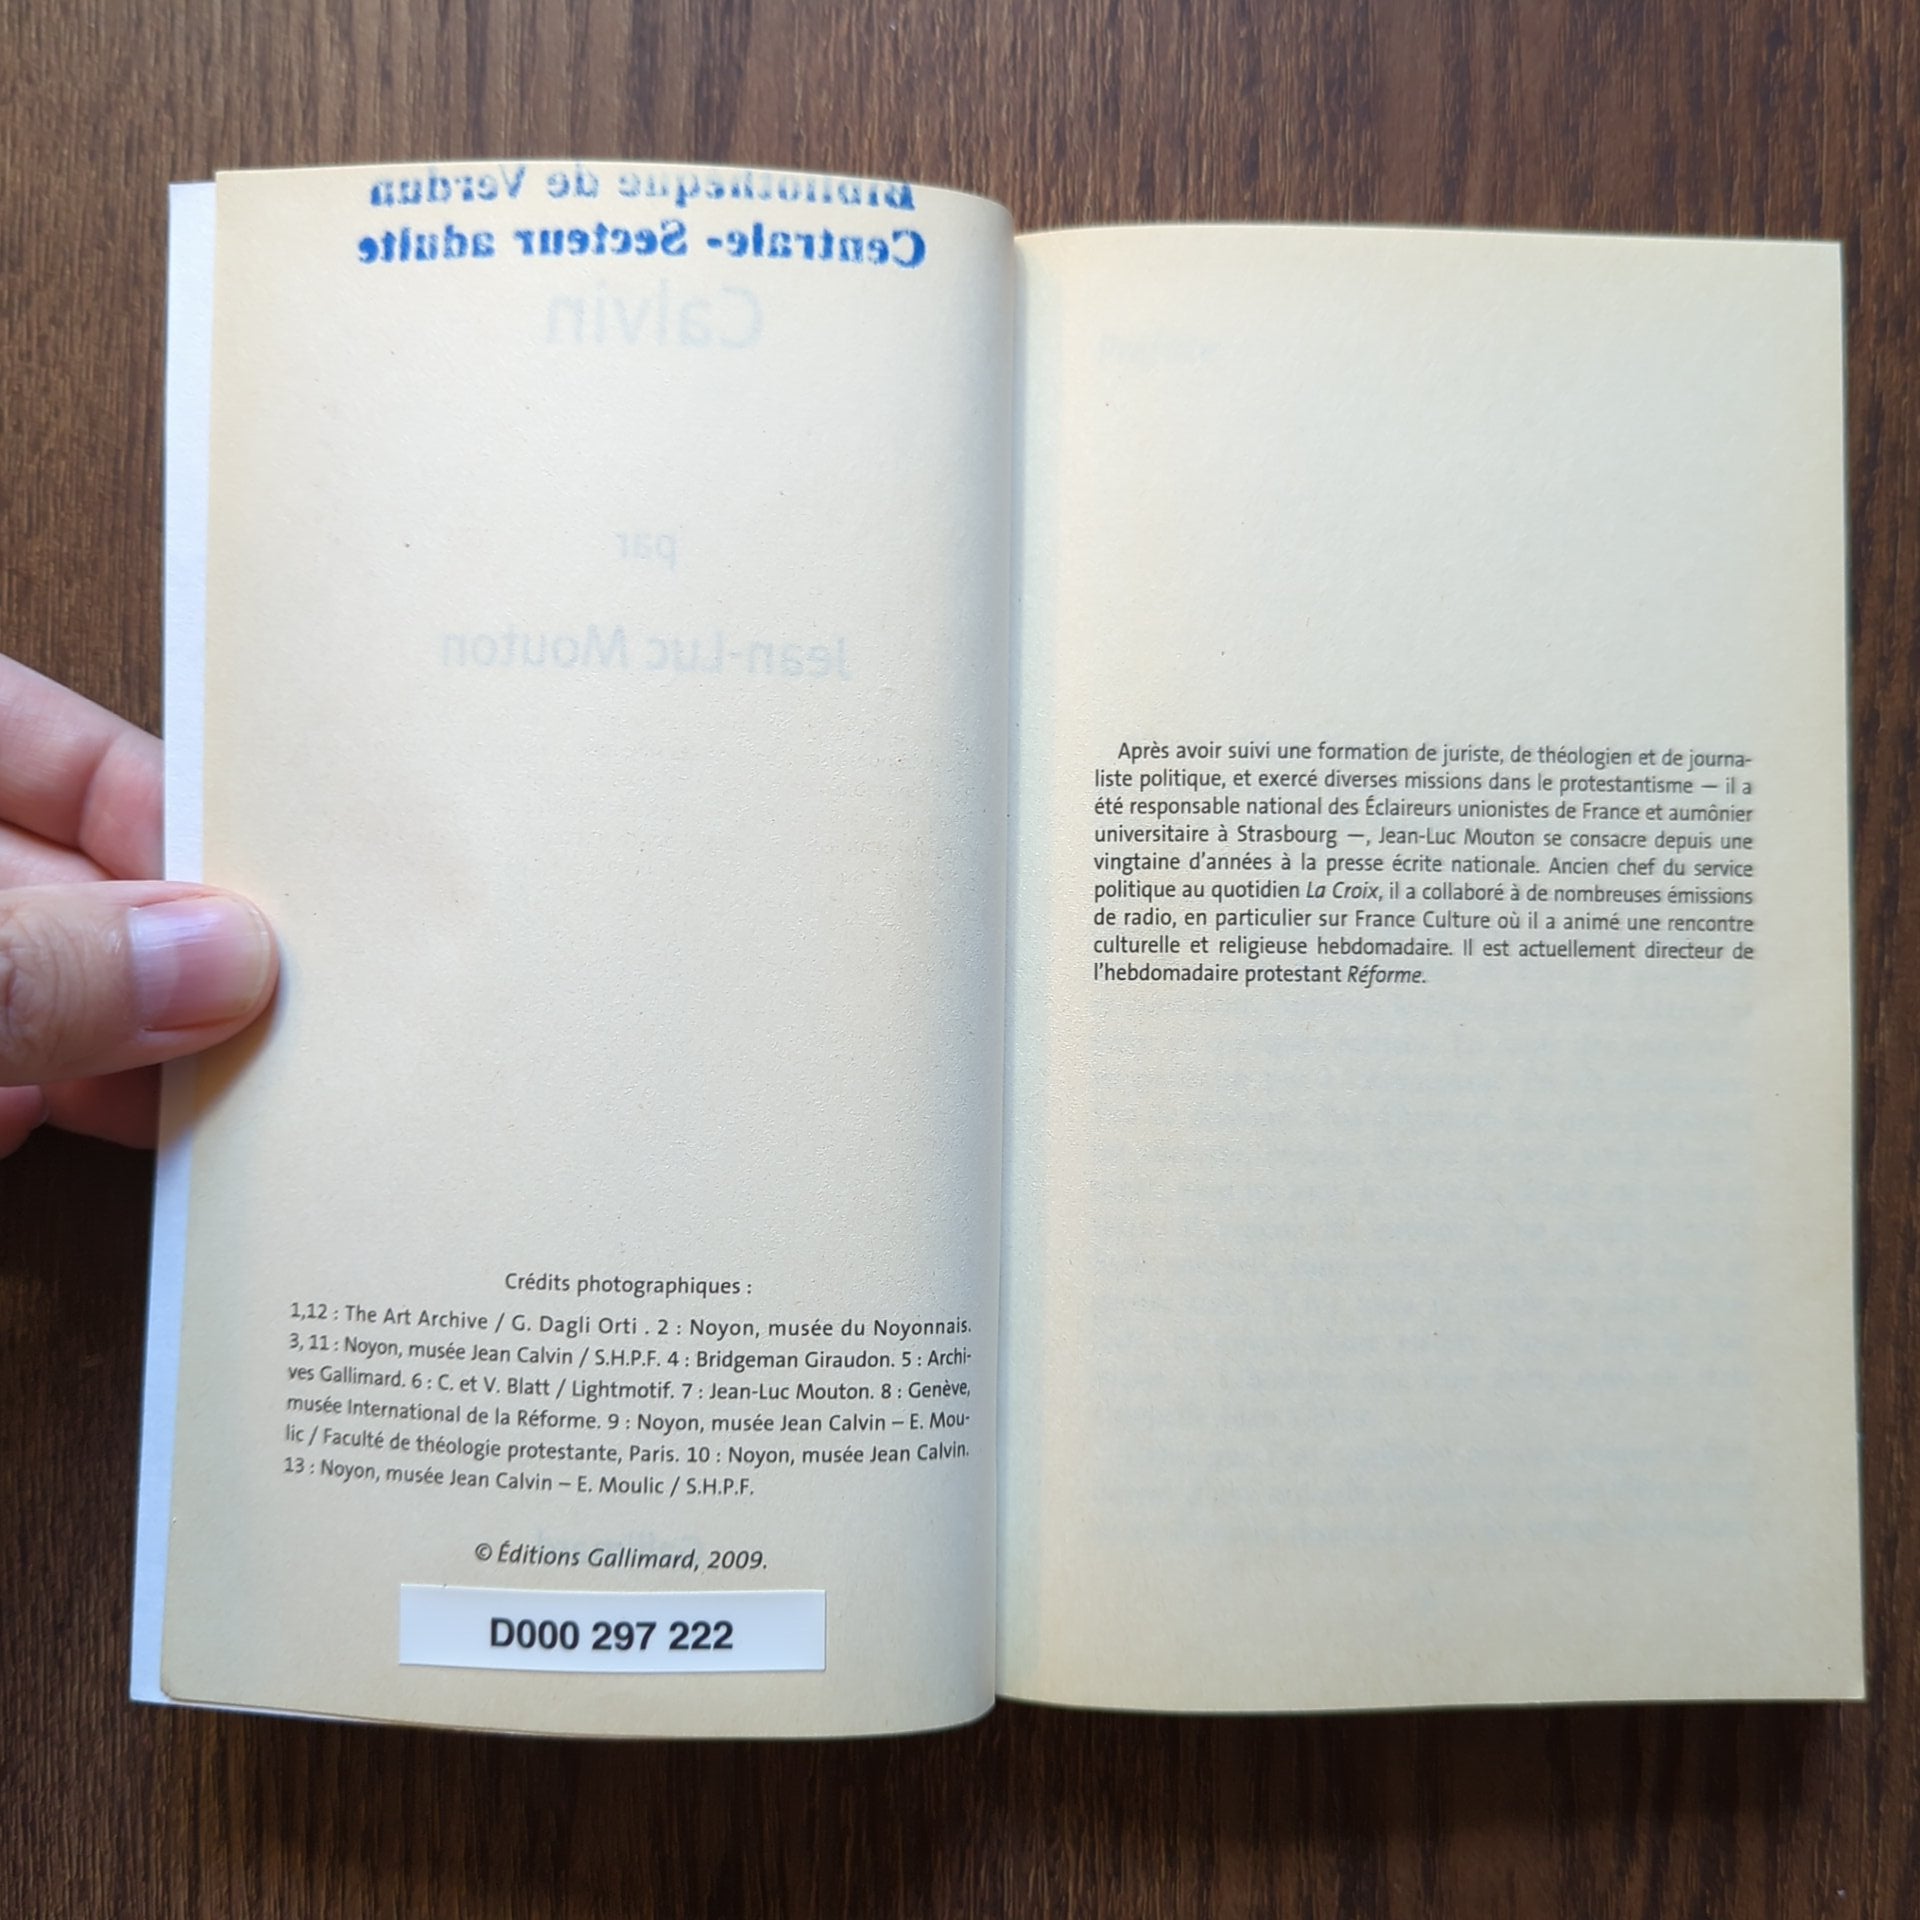 Bibliothèque de Verdun
Centrale- Secteur adulte
Calvin
par
Jean-Luc Mouton
Crédits photographiques :
1,12 : The Art Archive / G. Dagli Orti . 2 : Noyon, musée du Noyonnais.
3, 11 : Noyon, musée Jean Calvin / S.H.P.F. 4 : Bridgeman Giraudon. 5 : Archi-
ves Gallimard. 6 : C. et V. Blatt / Lightmotif. 7 : Jean-Luc Mouton. 8 : Genève,
musée International de la Réforme. 9 : Noyon, musée Jean Calvin – E. Mou-
lic / Faculté de théologie protestante, Paris. 10 : Noyon, musée Jean Calvin.
13 : Noyon, musée Jean Calvin – E. Moulic / S.H.P.F.
© Éditions Gallimard, 2009.
D000 297 222
Après avoir suivi une formation de juriste, de théologien et de journa-
liste politique, et exercé diverses missions dans le protestantisme — il a
été responsable national des Éclaireurs unionistes de France et aumônier
universitaire à Strasbourg —, Jean-Luc Mouton se consacre depuis une
vingtaine d'années à la presse écrite nationale. Ancien chef du service
politique au quotidien La Croix, il a collaboré à de nombreuses émissions
de radio, en particulier sur France Culture où il a animé une rencontre
culturelle et religieuse hebdomadaire. Il est actuellement directeur de
l'hebdomadaire protestant Réforme.